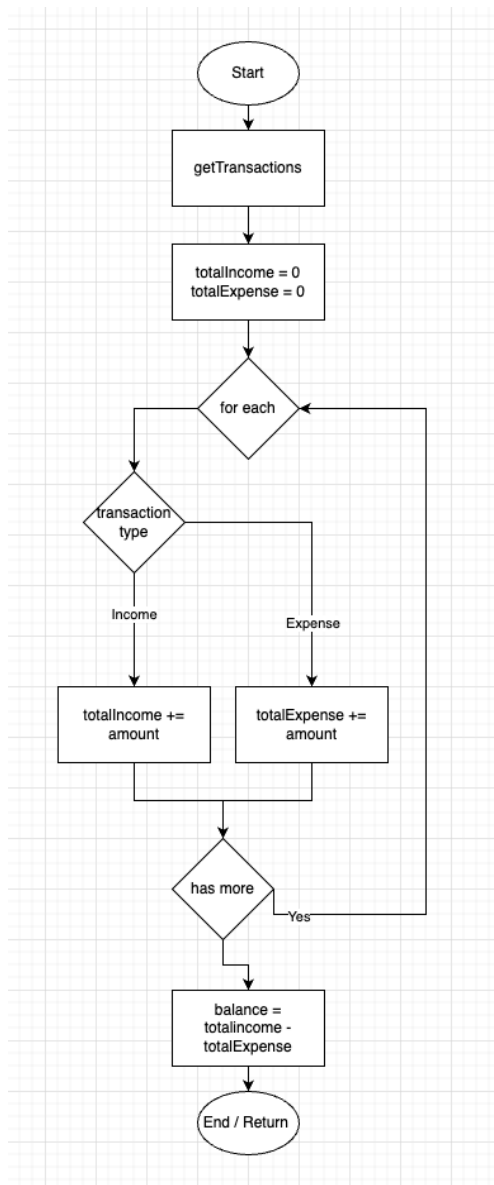 Start
getTransactions
totalIncome = 0
totalExpense = 0
for each
transaction
type
Income
Expense
totalIncome +=
amount
totalExpense +=
amount
has more
Yes
balance =
totalincome -
totalExpense
End / Return